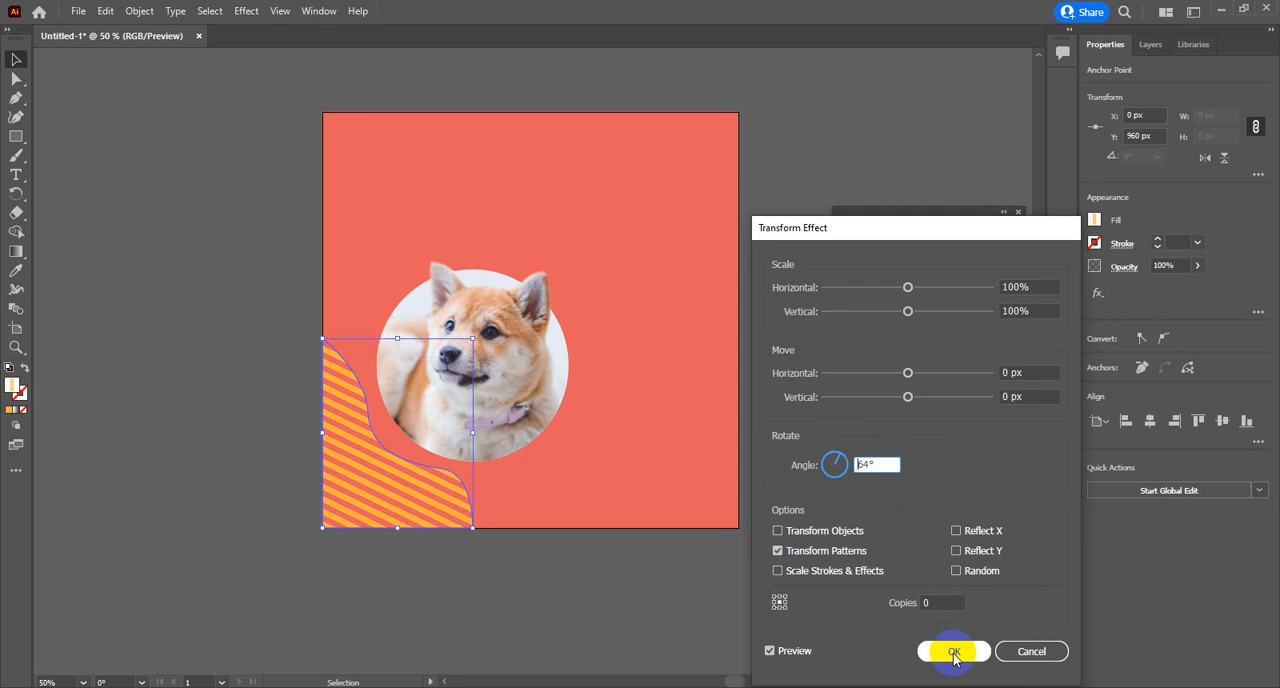 Ai File Edit Object Type Select Effect View Window Help Share
Untitled-1* @ 50 % (RGB/Preview) ×
Properties Layers Libraries
Anchor Point
Transform
X: 0 px W: 0 px
Y: 960 px H: 0 px
0°
Appearance
Fill
Stroke
Opacity 100%
fx.
Convert:
Anchors:
Align
Quick Actions
Start Global Edit
Transform Effect
Scale
Horizontal: 100%
Vertical: 100%
Move
Horizontal: 0 px
Vertical: 0 px
Rotate
Angle: 64°
Options
Transform Objects Reflect X
Transform Patterns Reflect Y
Scale Strokes & Effects Random
Copies 0
Preview OK Cancel
50% 0° 1 Selection